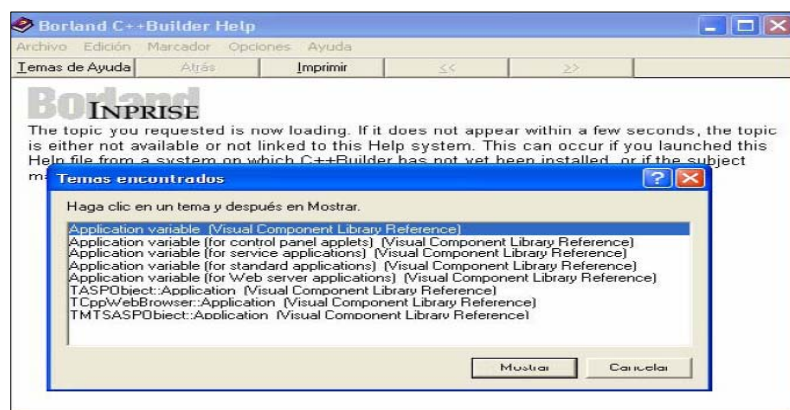 Borland C++Builder Help
Archivo Edición Marcador Opciones Ayuda
Temas de Ayuda Atrás Imprimir << >>
Borland
INPRISE
The topic you requested is now loading. If it does not appear within a few seconds, the topic
is either not available or not linked to this Help system. This can occur if you launched this
Help file from a system on which C++Builder has not yet been installed, or if the subject
Temas encontrados
Haga clic en un tema y después en Mostrar.
Application variable (Visual Component Library Reference)
Application variable (for control panel applets) (Visual Component Library Reference)
Application variable (for service applications) (Visual Component Library Reference)
Application variable (for standard applications) (Visual Component Library Reference)
Application variable (for Web server applications) (Visual Component Library Reference)
TASPObject::Application (Visual Component Library Reference)
TCppWebBrowser::Application (Visual Component Library Reference)
TMTSASPObject::Application (Visual Component Library Reference)
Mostrar Cancelar